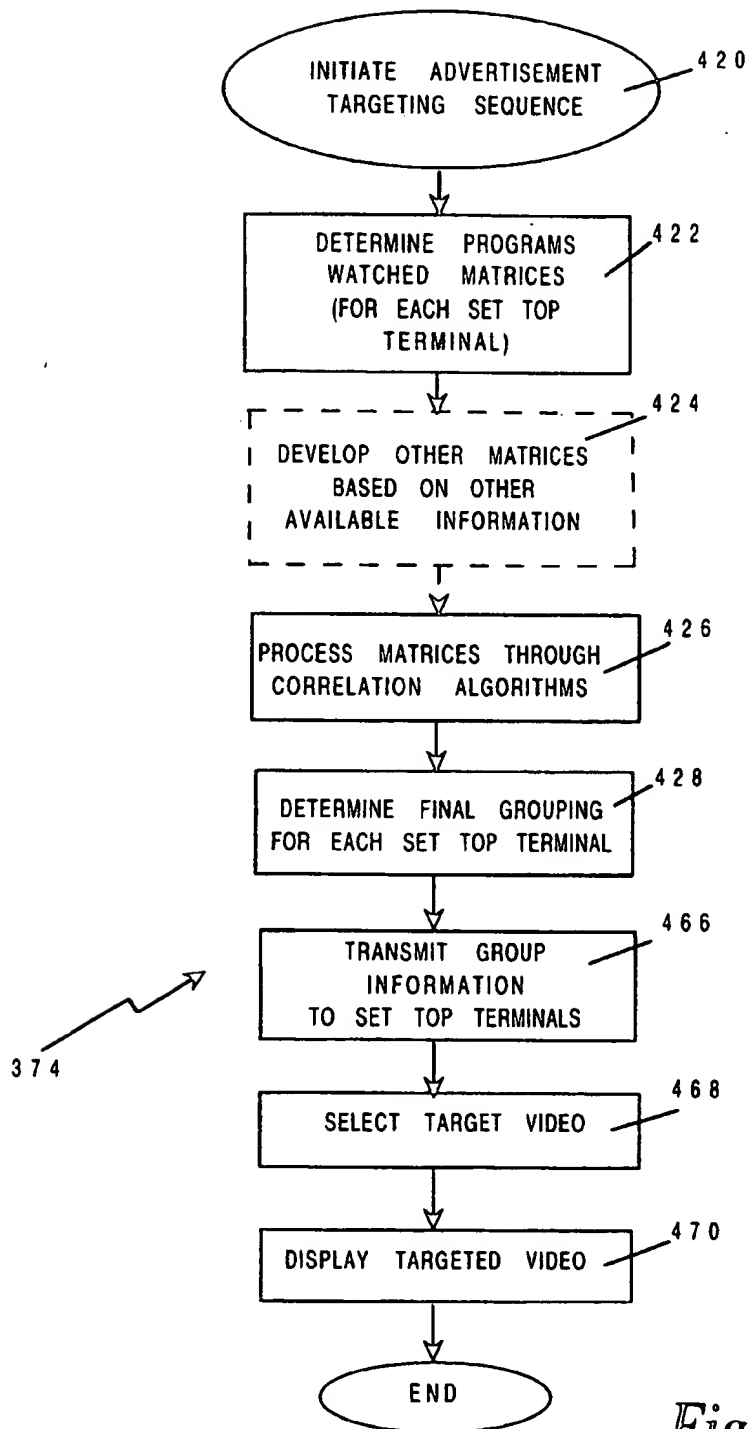 INITIATE ADVERTISEMENT
TARGETING SEQUENCE
420
DETERMINE PROGRAMS
WATCHED MATRICES
(FOR EACH SET TOP
TERMINAL)
422
DEVELOP OTHER MATRICES
BASED ON OTHER
AVAILABLE INFORMATION
424
PROCESS MATRICES THROUGH
CORRELATION ALGORITHMS
426
DETERMINE FINAL GROUPING
FOR EACH SET TOP TERMINAL
428
TRANSMIT GROUP
INFORMATION
TO SET TOP TERMINALS
466
374
SELECT TARGET VIDEO
468
DISPLAY TARGETED VIDEO
470
END
Fig